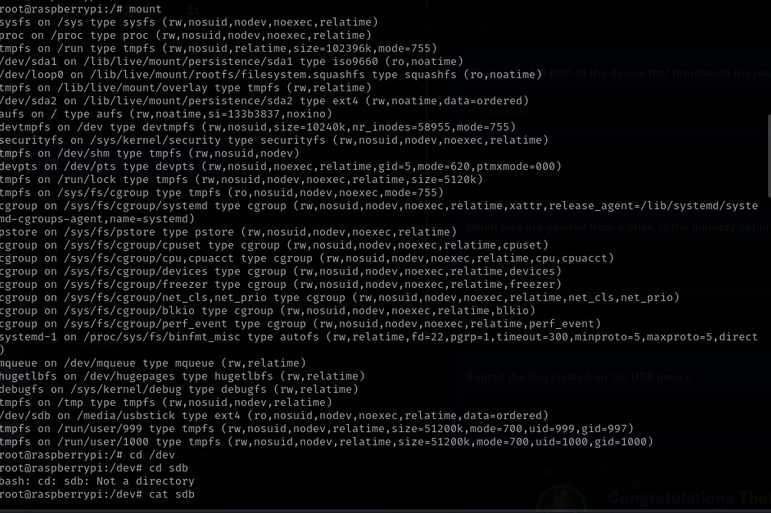 root@raspberrypi:/# mount
sysfs on /sys type sysfs (rw,nosuid,nodev,noexec,relatime)
proc on /proc type proc (rw,nosuid,nodev,noexec,relatime)
tmpfs on /run type tmpfs (rw,nosuid,relatime,size=102396k,mode=755)
/dev/sda1 on /lib/live/mount/persistence/sda1 type iso9660 (ro,noatime)
/dev/loop0 on /lib/live/mount/rootfs/filesystem.squashfs type squashfs (ro,noatime)
tmpfs on /lib/live/mount/overlay type tmpfs (rw,relatime)
/dev/sda2 on /lib/live/mount/persistence/sda2 type ext4 (rw,noatime,data=ordered)
aufs on / type aufs (rw,noatime,si=133b3837,noxino)
devtmpfs on /dev type devtmpfs (rw,nosuid,size=10240k,nr_inodes=58955,mode=755)
securityfs on /sys/kernel/security type securityfs (rw,nosuid,nodev,noexec,relatime)
tmpfs on /dev/shm type tmpfs (rw,nosuid,nodev)
devpts on /dev/pts type devpts (rw,nosuid,noexec,relatime,gid=5,mode=620,ptmxmode=000)
tmpfs on /run/lock type tmpfs (rw,nosuid,nodev,noexec,relatime,size=5120k)
tmpfs on /sys/fs/cgroup type tmpfs (ro,nosuid,nodev,noexec,mode=755)
cgroup on /sys/fs/cgroup/systemd type cgroup (rw,nosuid,nodev,noexec,relatime,xattr,release_agent=/lib/systemd/syste
md-cgroups-agent,name=systemd)
pstore on /sys/fs/pstore type pstore (rw,nosuid,nodev,noexec,relatime)
When files are deleted from a drive, is the memory
cgroup on /sys/fs/cgroup/cpuset type cgroup (rw,nosuid,nodev,noexec,relatime,cpuset)
cgroup on /sys/fs/cgroup/cpu,cpuacct type cgroup (rw,nosuid,nodev,noexec,relatime,cpu,cpuacct)
cgroup on /sys/fs/cgroup/devices type cgroup (rw,nosuid,nodev,noexec,relatime,devices)
cgroup on /sys/fs/cgroup/freezer type cgroup (rw,nosuid,nodev,noexec,relatime,freezer)
cgroup on /sys/fs/cgroup/net_cls,net_prio type cgroup (rw,nosuid,nodev,noexec,relatime,net_cls,net_prio)
cgroup on /sys/fs/cgroup/blkio type cgroup (rw,nosuid,nodev,noexec,relatime,blkio)
cgroup on /sys/fs/cgroup/perf_event type cgroup (rw,nosuid,nodev,noexec,relatime,perf_event)
systemd-1 on /proc/sys/fs/binfmt_misc type autofs (rw,relatime,fd=22,pgrp=1,timeout=300,minproto=5,maxproto=5,direct
)
mqueue on /dev/mqueue type mqueue (rw,relatime)
hugetlbfs on /dev/hugepages type hugetlbfs (rw,relatime)
Submit the flag located on the USB device.
debugfs on /sys/kernel/debug type debugfs (rw,relatime)
tmpfs on /tmp type tmpfs (rw,nosuid,nodev,relatime)
/dev/sdb on /media/usbstick type ext4 (ro,nosuid,nodev,noexec,relatime,data=ordered)
tmpfs on /run/user/999 type tmpfs (rw,nosuid,nodev,relatime,size=51200k,mode=700,uid=999,gid=997)
tmpfs on /run/user/1000 type tmpfs (rw,nosuid,nodev,relatime,size=51200k,mode=700,uid=1000,gid=1000)
root@raspberrypi:/# cd /dev
root@raspberrypi:/dev# cd sdb
bash: cd: sdb: Not a directory
root@raspberrypi:/dev# cat sdb
Congratulations